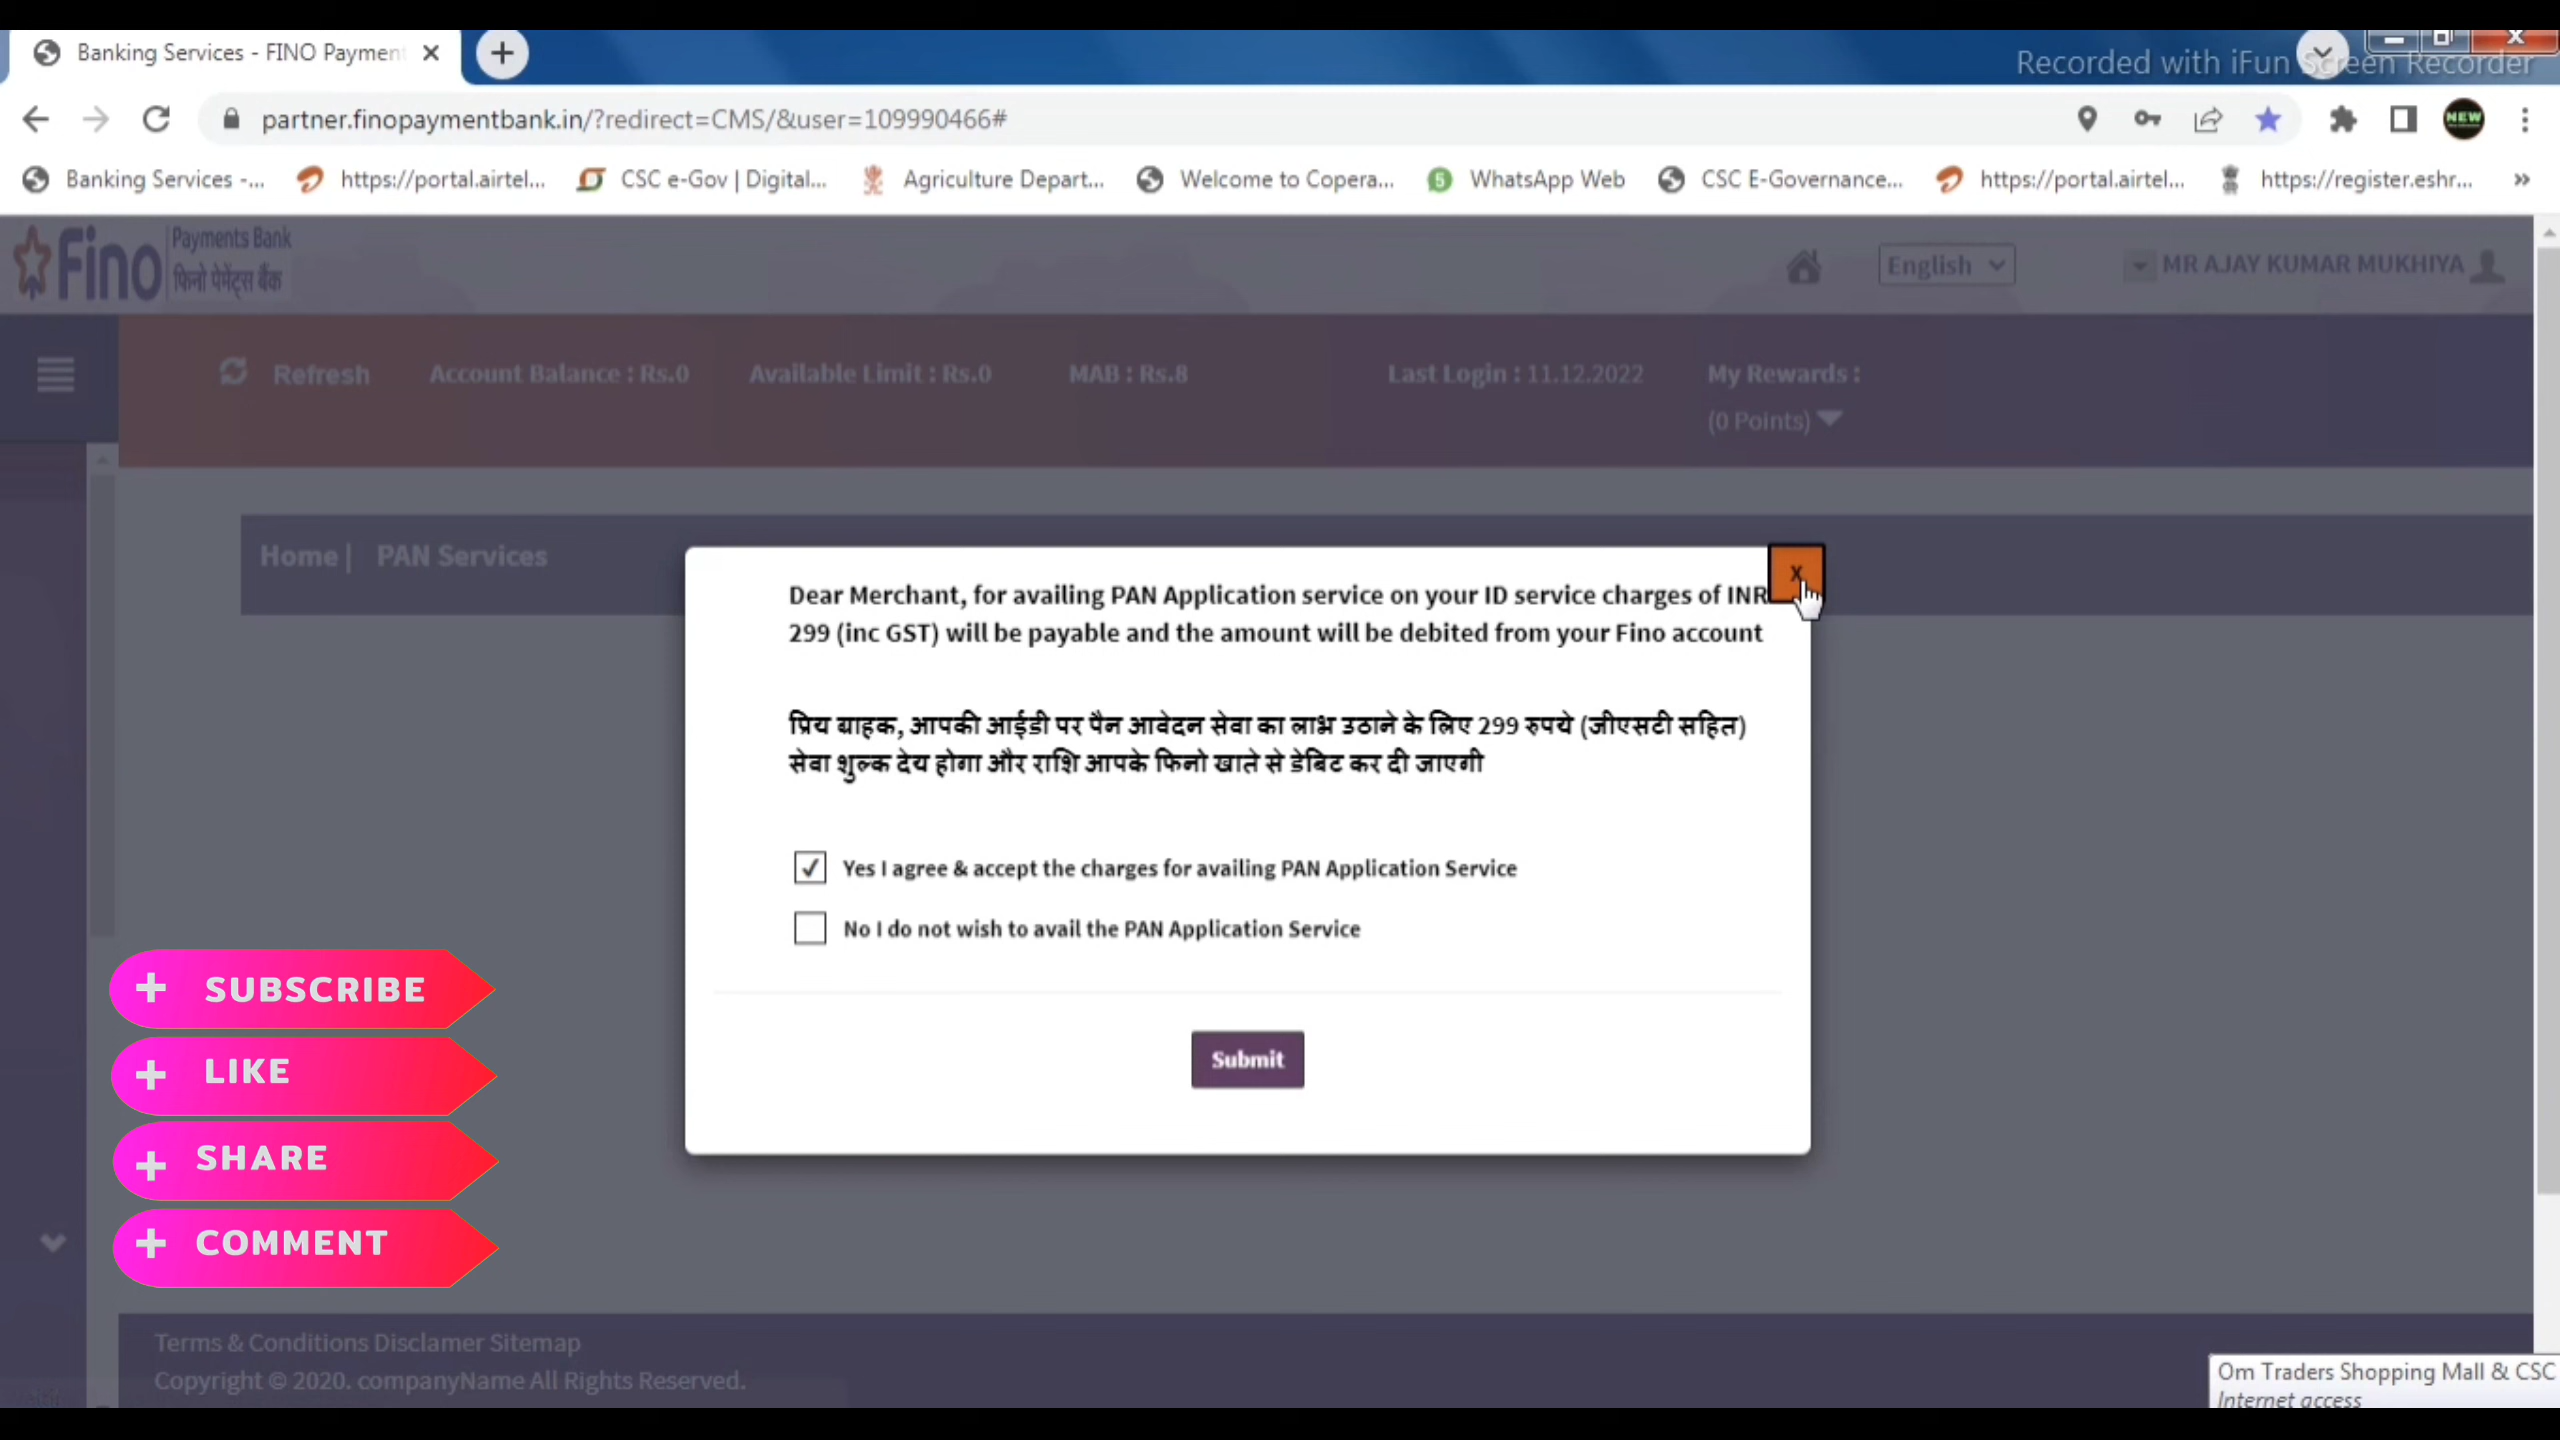 Banking Services - FINO Payment
Recorded with iFun Screen Recorder
partner.finopaymentbank.in/?redirect=CMS/&user=109990466#
NEW
Banking Services -...
https://portal.airtel...
CSC e-Gov | Digital...
Agriculture Depart...
Welcome to Copera...
5
WhatsApp Web
CSC E-Governance...
https://portal.airtel...
https://register.eshr...
Fino
Payments Bank
फिनो पेमेंट्स बैंक
English
MR AJAY KUMAR MUKHIYA
Refresh
Account Balance : Rs.0
Available Limit : Rs.0
MAB : Rs.8
Last Login : 11.12.2022
My Rewards :
(0 Points)
Home |
PAN Services
x
Dear Merchant, for availing PAN Application service on your ID service charges of INR
299 (inc GST) will be payable and the amount will be debited from your Fino account
प्रिय ग्राहक, आपकी आईडी पर पैन आवेदन सेवा का लाभ उठाने के लिए 299 रुपये (जीएसटी सहित)
सेवा शुल्क देय होगा और राशि आपके फिनो खाते से डेबिट कर दी जाएगी
Yes I agree & accept the charges for availing PAN Application Service
No I do not wish to avail the PAN Application Service
Submit
SUBSCRIBE
LIKE
SHARE
COMMENT
Terms & Conditions Disclamer Sitemap
Copyright © 2020. companyName All Rights Reserved.
Om Traders Shopping Mall & CSC
Internet access